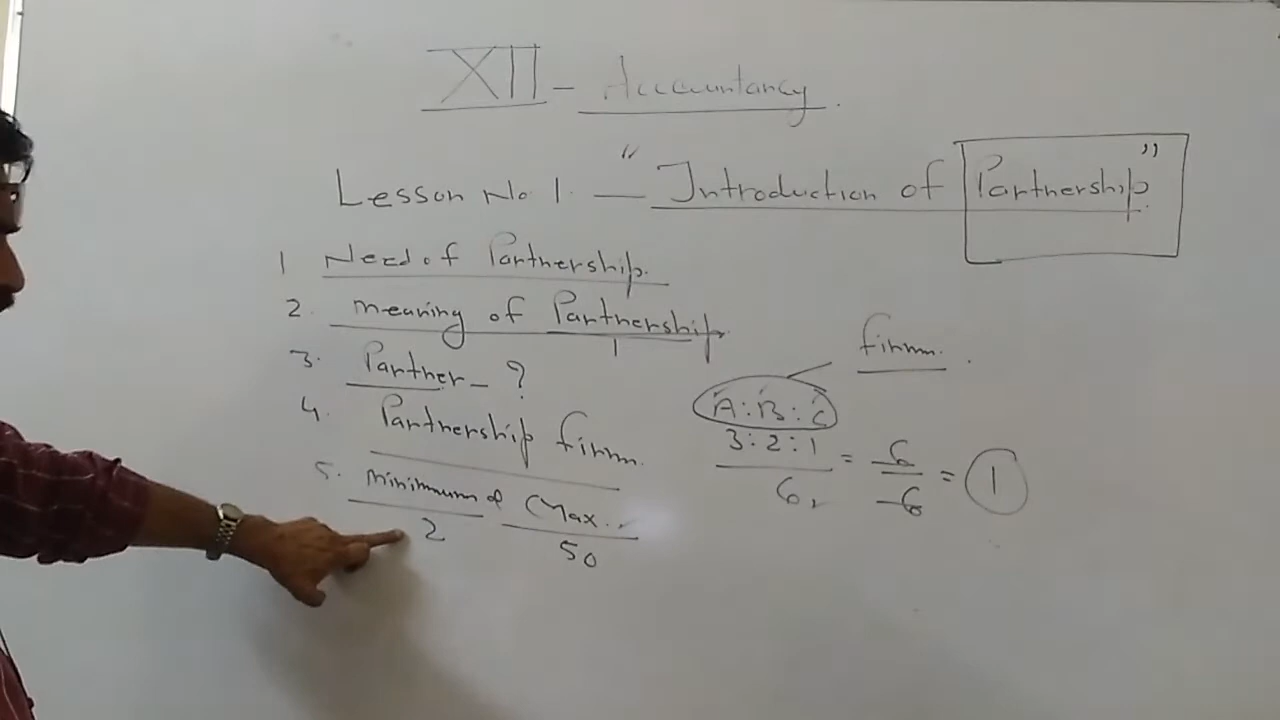 XII - Accountancy.
Lesson No 1. — "Introduction of Partnership"
1 Need of Partnership.
2. Meaning of Partnership
3. Partner - ?
4. Partnership firm.
5. Minimum & Max.
2 50
firm.
A:B:C
3:2:1 = 6 = 1
6 6